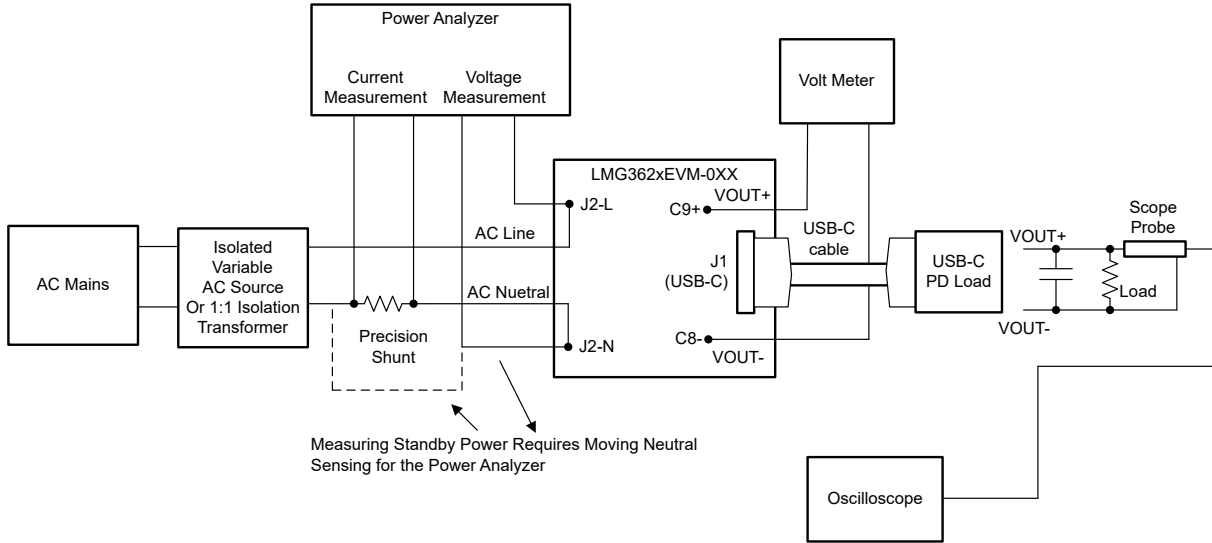 Power Analyzer
Current
Measurement
Voltage
Measurement
Volt Meter
LMG362xEVM-0XX
VOUT+
J2-L
C9+
AC Mains
Isolated
Variable
AC Source
Or 1:1 Isolation
Transformer
AC Line
AC Nuetral
Precision
Shunt
J2-N
J1
(USB-C)
C8-
VOUT-
USB-C
cable
USB-C
PD Load
VOUT+
Scope
Probe
Load
VOUT-
Measuring Standby Power Requires Moving Neutral
Sensing for the Power Analyzer
Oscilloscope